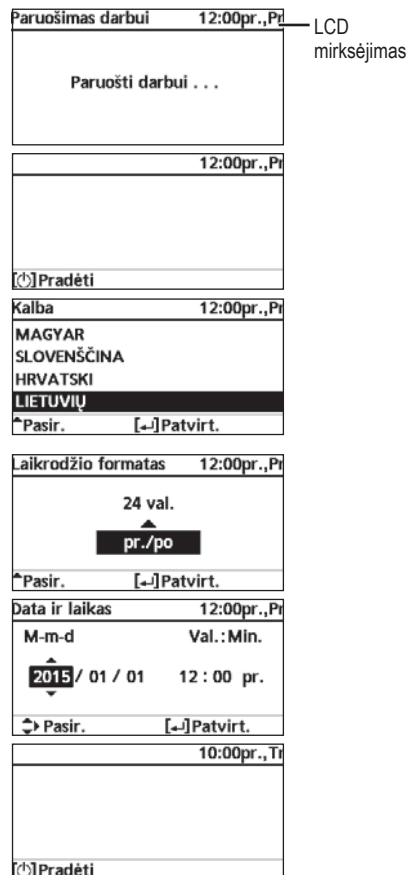 Paruošimas darbui 12:00pr.,Pr
LCD
mirksėjimas
Paruošti darbui . . .
12:00pr.,Pr
[⏻]Pradėti
Kalba 12:00pr.,Pr
MAGYAR
SLOVENŠČINA
HRVATSKI
LIETUVIŲ
Pasir. [↵]Patvirt.
Laikrodžio formatas 12:00pr.,Pr
24 val.
pr./po
Pasir. [↵]Patvirt.
Data ir laikas 12:00pr.,Pr
M-m-d Val.:Min.
2015 / 01 / 01 12 : 00 pr.
Pasir. [↵]Patvirt.
10:00pr.,Tr
[⏻]Pradėti